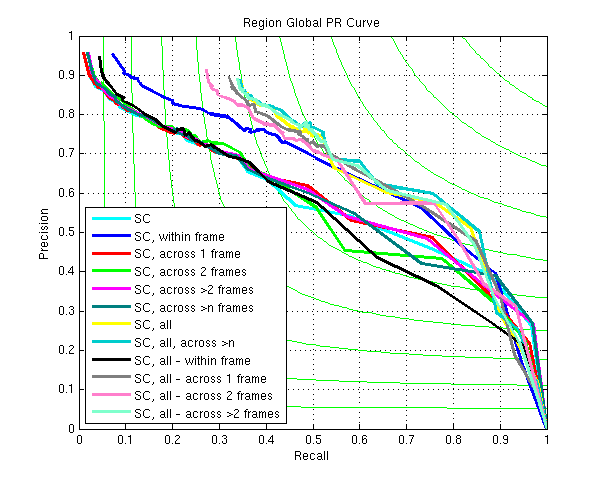 Region Global PR Curve
1
0.9
0.8
0.7
0.6
0.5
0.4
0.3
0.2
0.1
0
Precision
SC
SC, within frame
SC, across 1 frame
SC, across 2 frames
SC, across >2 frames
SC, across >n frames
SC, all
SC, all, across >n
SC, all - within frame
SC, all - across 1 frame
SC, all - across 2 frames
SC, all - across >2 frames
0 0.1 0.2 0.3 0.4 0.5 0.6 0.7 0.8 0.9 1
Recall